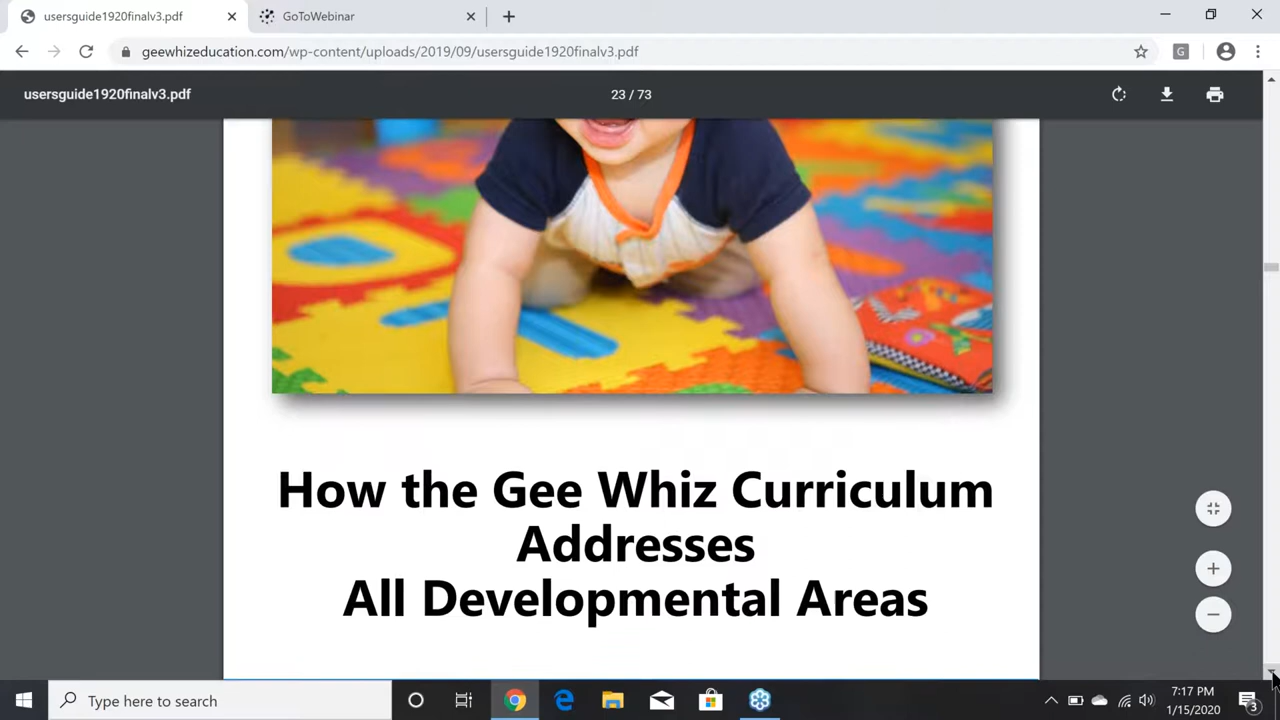 usersguide1920finalv3.pdf
GoToWebinar
geewhizeducation.com/wp-content/uploads/2019/09/usersguide1920finalv3.pdf
G
usersguide1920finalv3.pdf
23 / 73
How the Gee Whiz Curriculum
Addresses
All Developmental Areas
Type here to search
7:17 PM
1/15/2020
3